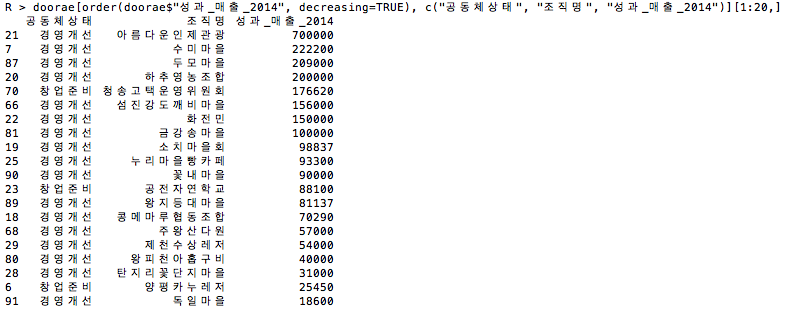 R > doorae[order(doorae$"성과_매출_2014", decreasing=TRUE), c("공동체상태", "조직명", "성과_매출_2014")][1:20,]
공동체상태 조직명 성과_매출_2014
21 경영개선 아름다운인제관광 700000
7 경영개선 수미마을 222200
87 경영개선 두모마을 209000
20 경영개선 하추영농조합 200000
70 창업준비 청송고택운영위원회 176620
66 경영개선 섬진강도깨비마을 156000
22 경영개선 화전민 150000
81 경영개선 금강송마을 100000
19 경영개선 소치마을회 98837
25 경영개선 누리마을빵카페 93300
90 경영개선 꽃내마을 90000
23 창업준비 공전자연학교 88100
89 경영개선 왕지등대마을 81137
18 경영개선 콩메마루협동조합 70290
68 경영개선 주왕산다원 57000
29 경영개선 제천수상레저 54000
80 경영개선 왕피천아홉구비 40000
28 경영개선 탄지리꽃단지마을 31000
6 창업준비 양평카누레저 25450
91 경영개선 독일마을 18600